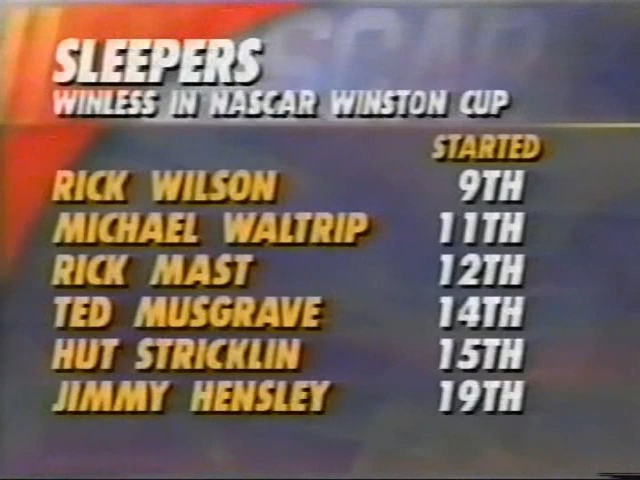 SLEEPERS
WINLESS IN NASCAR WINSTON CUP
STARTED
RICK WILSON 9TH
MICHAEL WALTRIP 11TH
RICK MAST 12TH
TED MUSGRAVE 14TH
HUT STRICKLIN 15TH
JIMMY HENSLEY 19TH